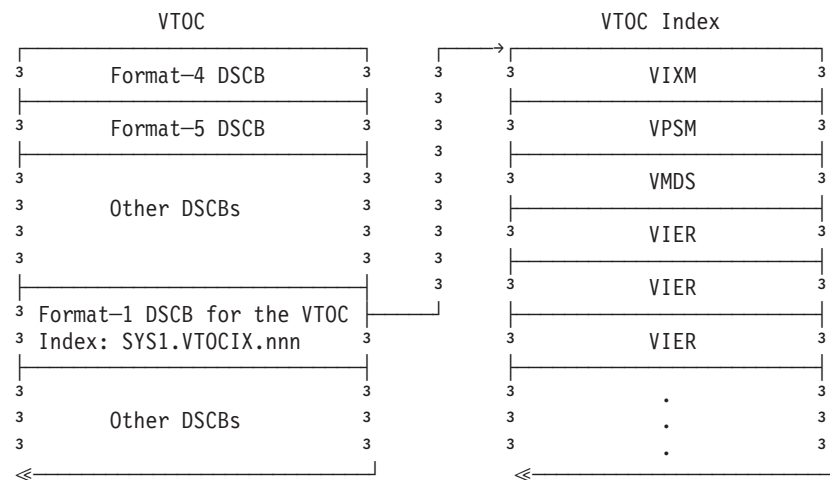 VTOC
Format—4 DSCB
Format—5 DSCB
Other DSCBs
Format—1 DSCB for the VTOC
Index: SYS1.VTOCIX.nnn
Other DSCBs
VTOC Index
VIXM
VPSM
VMDS
VIER
VIER
VIER
.
.
.